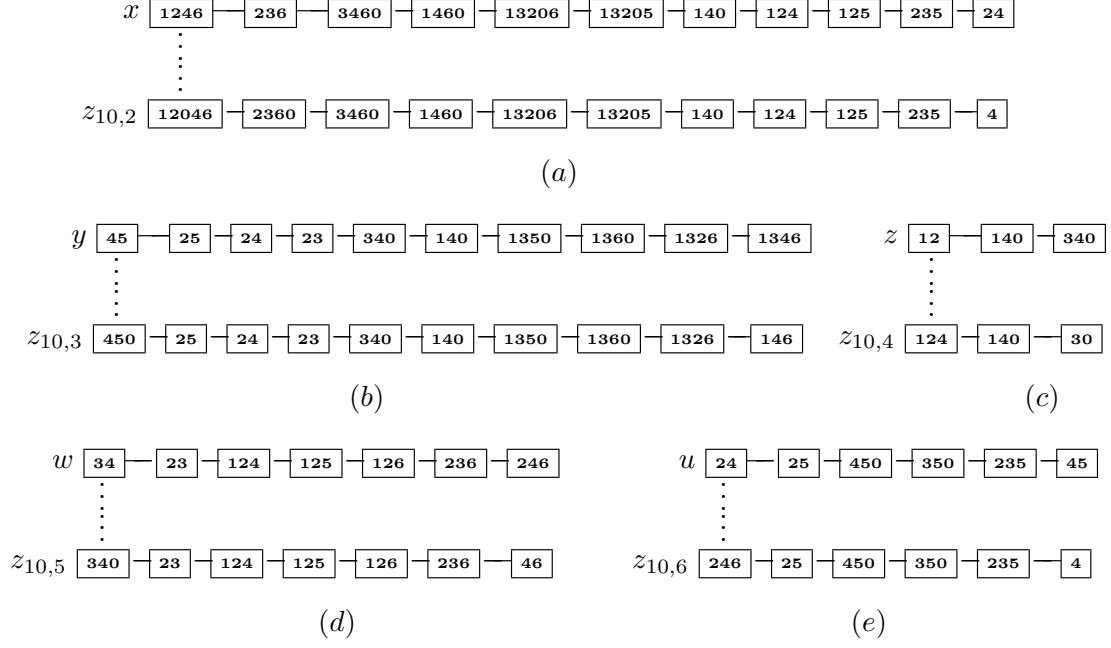 x 1246 236 3460 1460 13206 13205 140 124 125 235 24
z10,2 12046 2360 3460 1460 13206 13205 140 124 125 235 4
(a)
y 45 25 24 23 340 140 1350 1360 1326 1346
z 12 140 340
z10,3 450 25 24 23 340 140 1350 1360 1326 146
z10,4 124 140 30
(b)
(c)
w 34 23 124 125 126 236 246
u 24 25 450 350 235 45
z10,5 340 23 124 125 126 236 46
z10,6 246 25 450 350 235 4
(d)
(e)